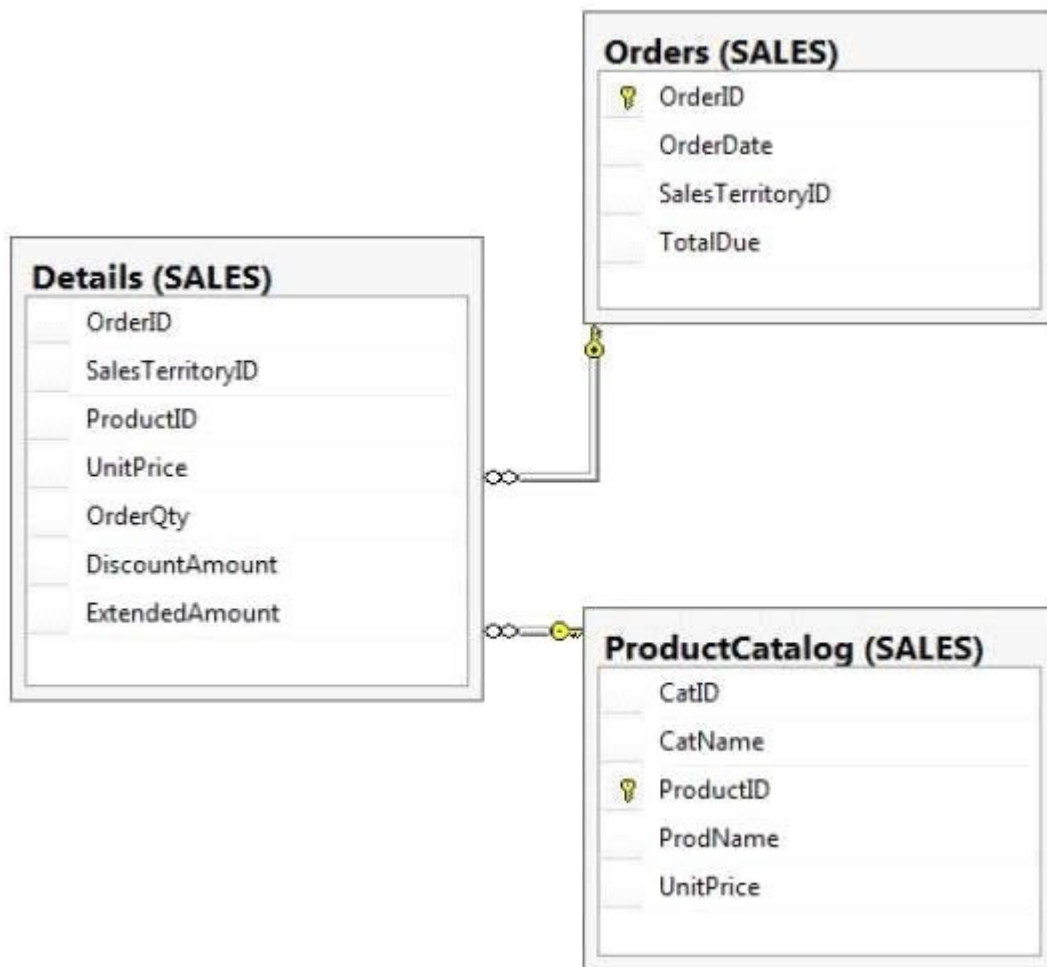 Orders (SALES)
OrderID
OrderDate
SalesTerritoryID
TotalDue
Details (SALES)
OrderID
SalesTerritoryID
ProductID
UnitPrice
OrderQty
DiscountAmount
ExtendedAmount
ProductCatalog (SALES)
CatID
CatName
ProductID
ProdName
UnitPrice